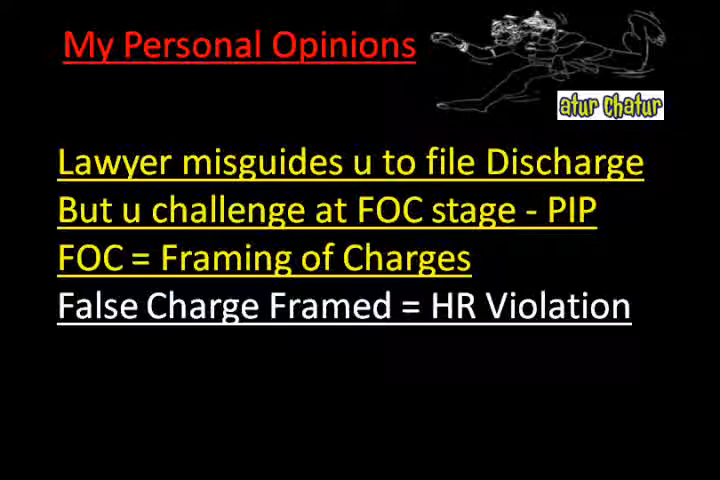 My Personal Opinions
atur chatur
Lawyer misguides u to file Discharge
But u challenge at FOC stage - PIP
FOC = Framing of Charges
False Charge Framed = HR Violation